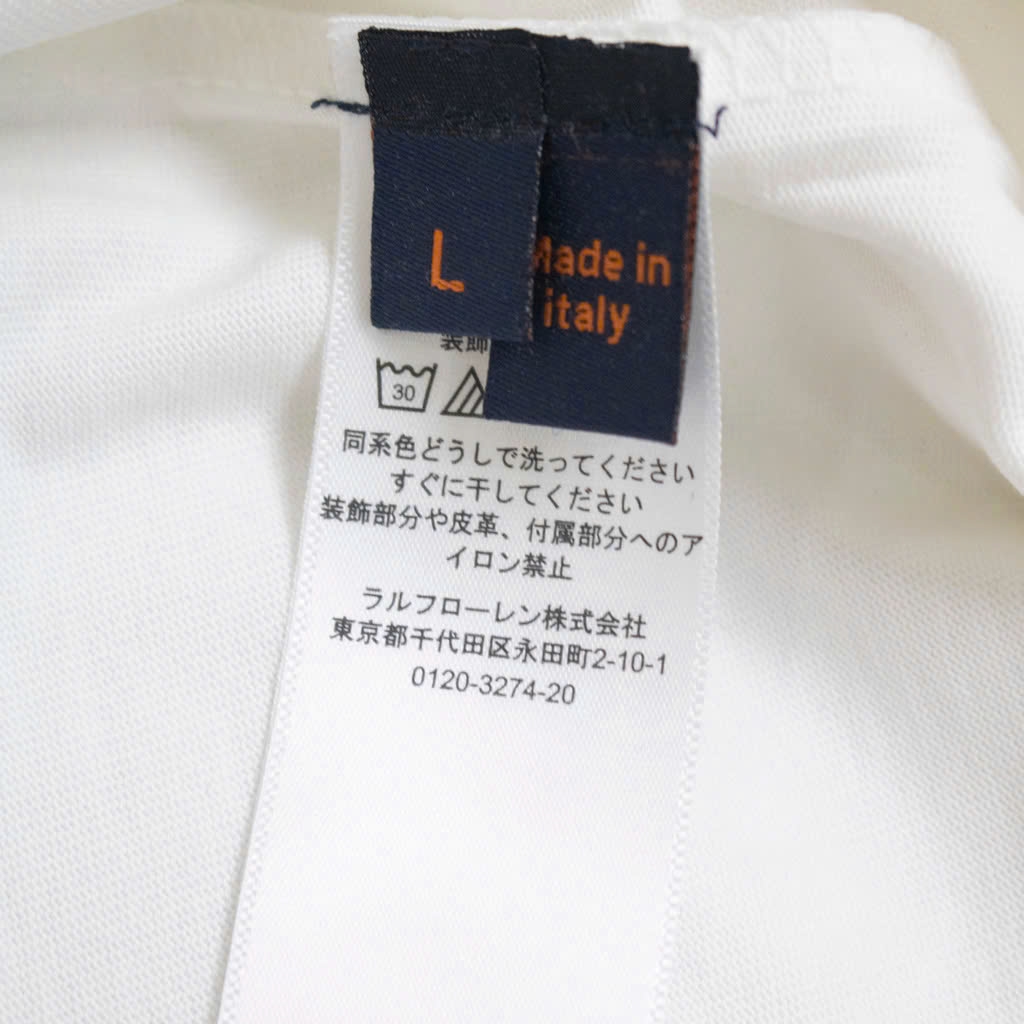 L
Made in
italy
装飾
30
同系色どうしで洗ってください
すぐに干してください
装飾部分や皮革、付属部分へのア
イロン禁止
ラルフローレン株式会社
東京都千代田区永田町2-10-1
0120-3274-20